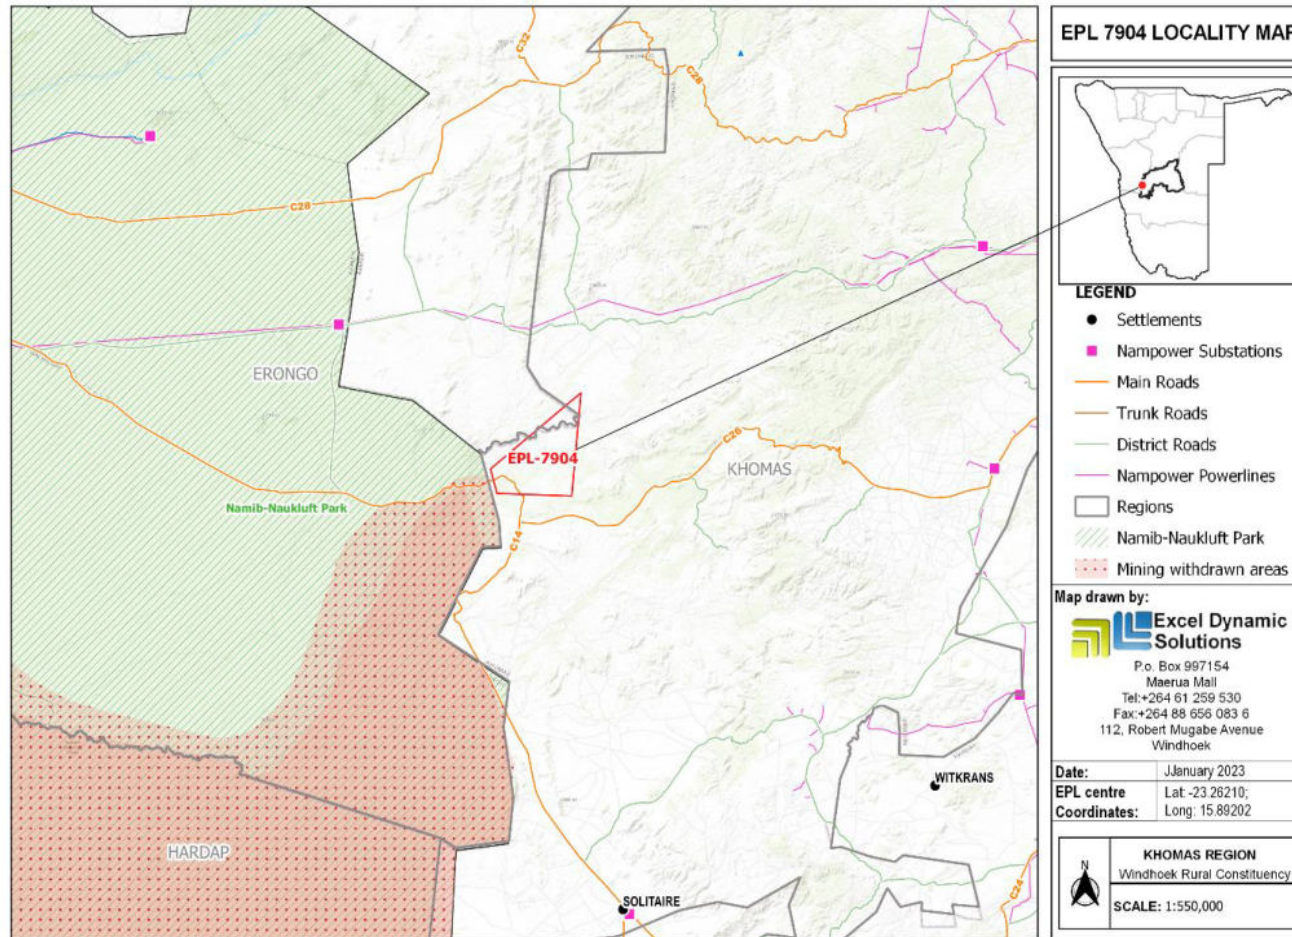 EPL 7904 LOCALITY MAP
C32
C28
C28
ERONGO
EPL-7904
C26
KHOMAS
Namib-Naukluft Park
C14
WITKRANS
HARDAP
SOLITAIRE
C24
LEGEND
Settlements
Nampower Substations
Main Roads
Trunk Roads
District Roads
Nampower Powerlines
Regions
Namib-Naukluft Park
Mining withdrawn areas
Map drawn by:
Excel Dynamic
Solutions
P.o. Box 997154
Maerua Mall
Tel:+264 61 259 530
Fax:+264 88 656 083 6
112, Robert Mugabe Avenue
Windhoek
Date: JJanuary 2023
EPL centre Lat: -23.26210;
Coordinates: Long: 15.89202
N
KHOMAS REGION
Windhoek Rural Constituency
SCALE: 1:550,000